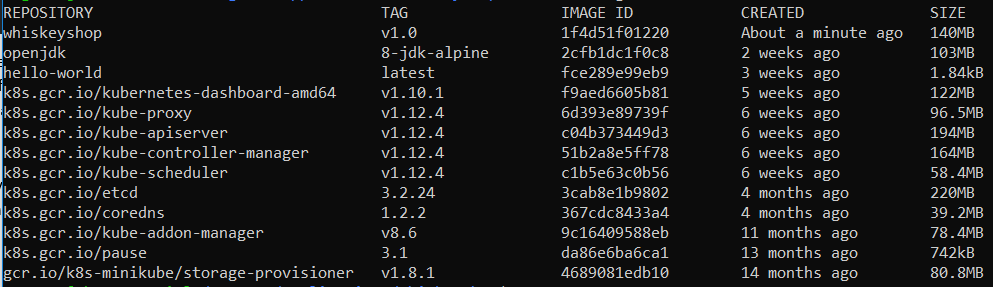 REPOSITORY TAG IMAGE ID CREATED SIZE
whiskeyshop v1.0 1f4d51f01220 About a minute ago 140MB
openjdk 8-jdk-alpine 2cfb1dc1f0c8 2 weeks ago 103MB
hello-world latest fce289e99eb9 3 weeks ago 1.84kB
k8s.gcr.io/kubernetes-dashboard-amd64 v1.10.1 f9aed6605b81 5 weeks ago 122MB
k8s.gcr.io/kube-proxy v1.12.4 6d393e89739f 6 weeks ago 96.5MB
k8s.gcr.io/kube-apiserver v1.12.4 c04b373449d3 6 weeks ago 194MB
k8s.gcr.io/kube-controller-manager v1.12.4 51b2a8e5ff78 6 weeks ago 164MB
k8s.gcr.io/kube-scheduler v1.12.4 c1b5e63c0b56 6 weeks ago 58.4MB
k8s.gcr.io/etcd 3.2.24 3cab8e1b9802 4 months ago 220MB
k8s.gcr.io/coredns 1.2.2 367cdc8433a4 4 months ago 39.2MB
k8s.gcr.io/kube-addon-manager v8.6 9c16409588eb 11 months ago 78.4MB
k8s.gcr.io/pause 3.1 da86e6ba6ca1 13 months ago 742kB
gcr.io/k8s-minikube/storage-provisioner v1.8.1 4689081edb10 14 months ago 80.8MB